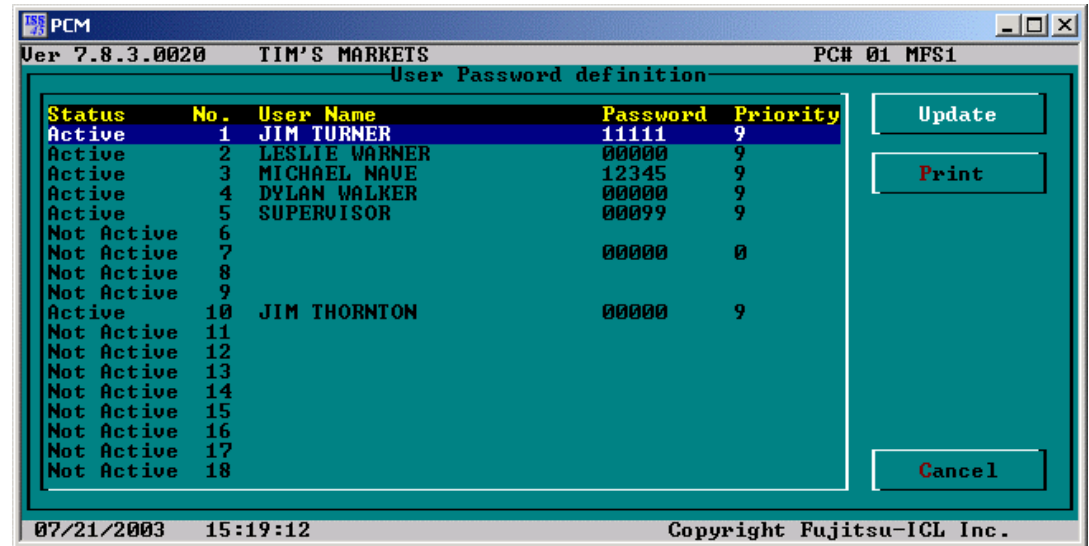 ISS 45 PCM
Ver 7.8.3.0020 TIM'S MARKETS PC# 01 MFS1
User Password definition
Status No. User Name Password Priority
Active 1 JIM TURNER 11111 9
Active 2 LESLIE WARNER 00000 9
Active 3 MICHAEL NAVE 12345 9
Active 4 DYLAN WALKER 00000 9
Active 5 SUPERVISOR 00099 9
Not Active 6
Not Active 7 00000 0
Not Active 8
Not Active 9
Active 10 JIM THORNTON 00000 9
Not Active 11
Not Active 12
Not Active 13
Not Active 14
Not Active 15
Not Active 16
Not Active 17
Not Active 18
Update
Print
Cancel
07/21/2003 15:19:12 Copyright Fujitsu-ICL Inc.